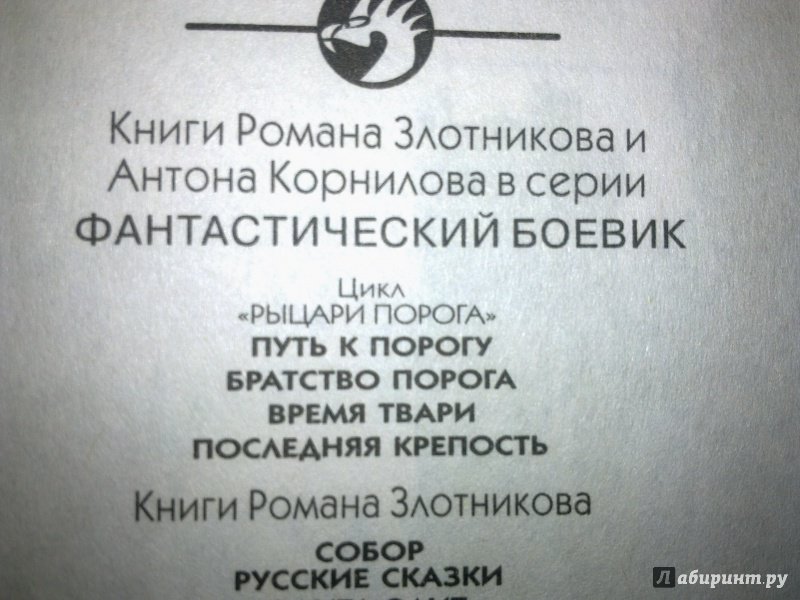 Книги Романа Злотникова и
Антона Корнилова в серии
ФАНТАСТИЧЕСКИЙ БОЕВИК
Цикл
«РЫЦАРИ ПОРОГА»
ПУТЬ К ПОРОГУ
БРАТСТВО ПОРОГА
ВРЕМЯ ТВАРИ
ПОСЛЕДНЯЯ КРЕПОСТЬ
Книги Романа Злотникова
СОБОР
РУССКИЕ СКАЗКИ
Лабиринт.ру